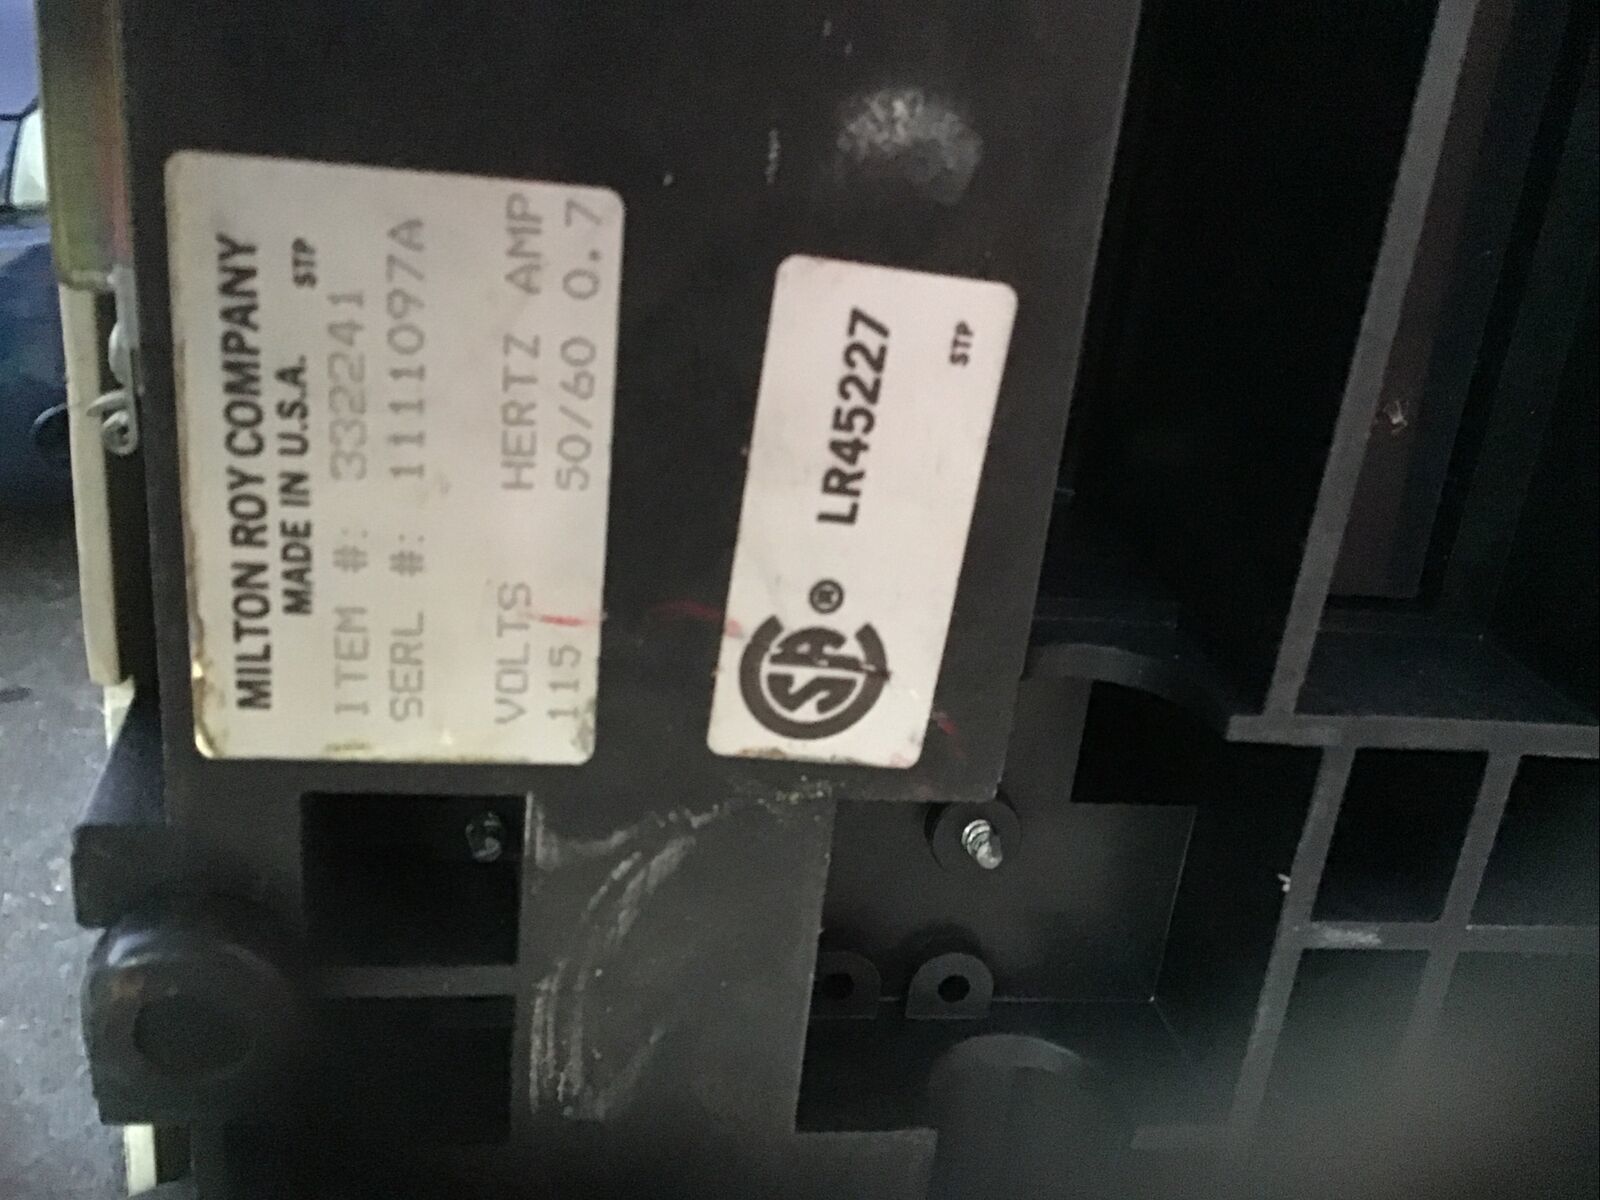 MILTON ROY COMPANY
MADE IN U.S.A. STP
ITEM #: 332241
SERL #: 1111097A
VOLTS HERTZ AMP
115 50/60 0.7
CSA ® LR45227
STP